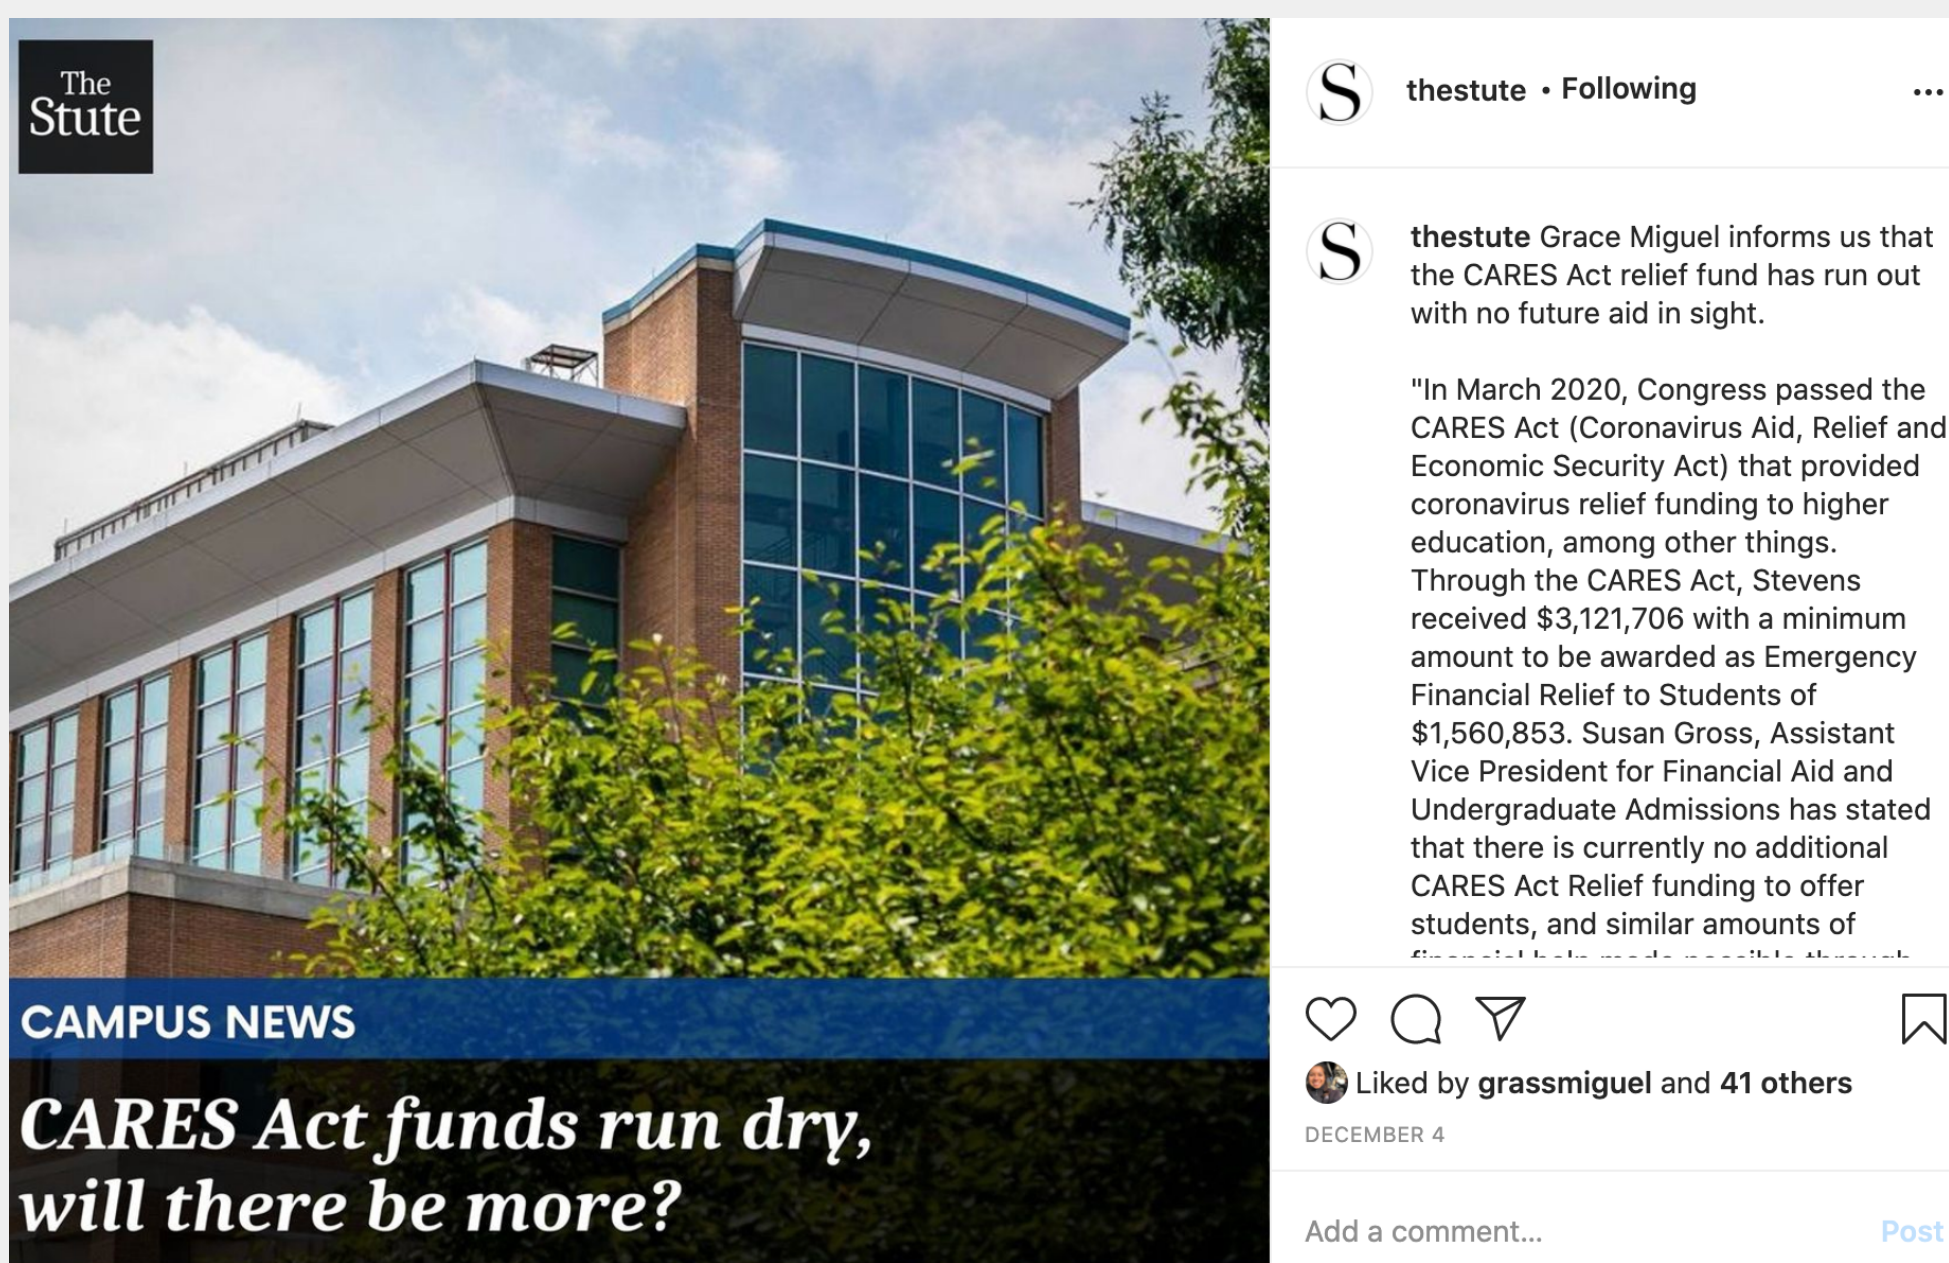 The
Stute
CAMPUS NEWS
CARES Act funds run dry,
will there be more?
thestute • Following
thestute Grace Miguel informs us that
the CARES Act relief fund has run out
with no future aid in sight.
"In March 2020, Congress passed the
CARES Act (Coronavirus Aid, Relief and
Economic Security Act) that provided
coronavirus relief funding to higher
education, among other things.
Through the CARES Act, Stevens
received $3,121,706 with a minimum
amount to be awarded as Emergency
Financial Relief to Students of
$1,560,853. Susan Gross, Assistant
Vice President for Financial Aid and
Undergraduate Admissions has stated
that there is currently no additional
CARES Act Relief funding to offer
students, and similar amounts of
Liked by grassmiguel and 41 others
DECEMBER 4
Add a comment...
Post